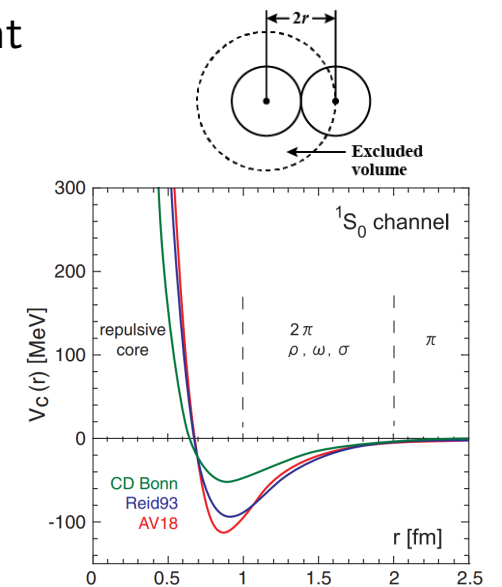 nt
2r
Excluded
volume
300
¹S₀ channel
200
repulsive
core
2π
ρ , ω, σ
π
100
V_C(r) [MeV]
0
CD Bonn
Reid93
AV18
-100
r [fm]
0 0.5 1 1.5 2 2.5